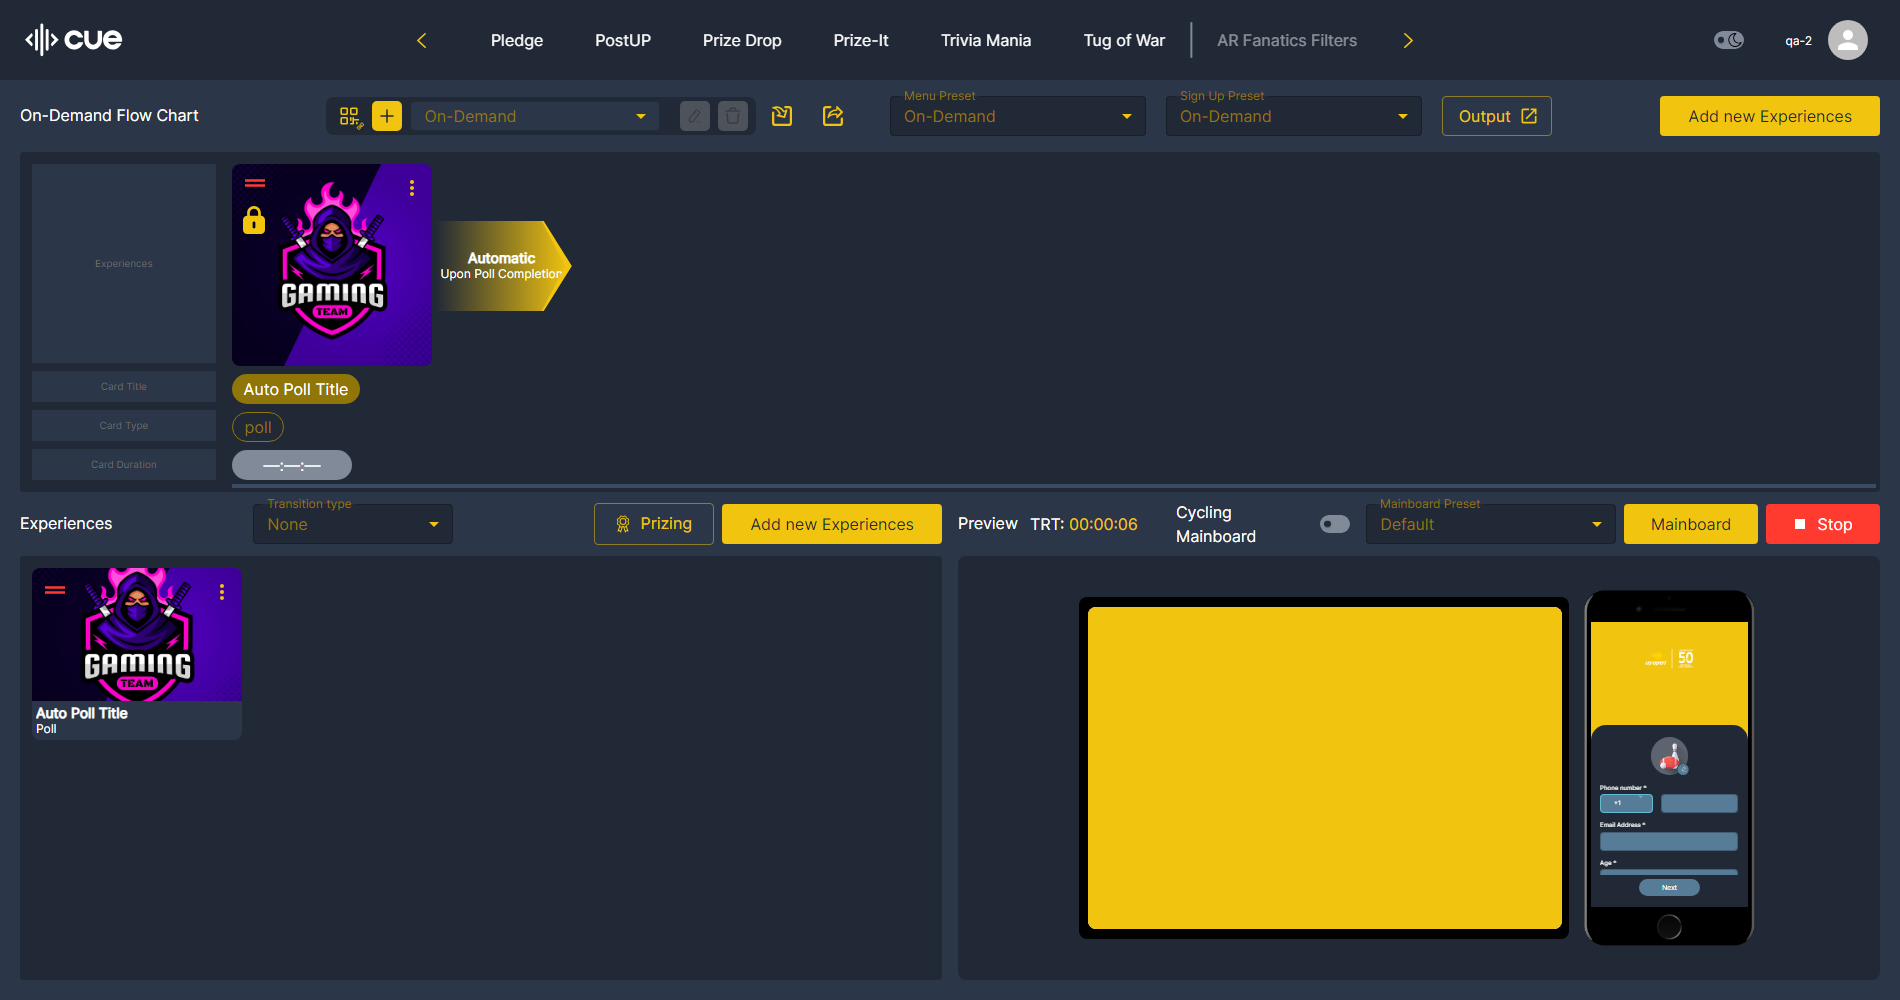 cue
Pledge
PostUP
Prize Drop
Prize-It
Trivia Mania
Tug of War
AR Fanatics Filters
qa-2
On-Demand Flow Chart
On-Demand
Menu Preset
On-Demand
Sign Up Preset
On-Demand
Output
Add new Experiences
Experiences
GAMING
TEAM
Automatic
Upon Poll Completion
Card Title
Auto Poll Title
Card Type
poll
Card Duration
—:—:—
Experiences
Transition type
None
Prizing
Add new Experiences
Preview
TRT: 00:00:06
Cycling
Mainboard
Mainboard Preset
Default
Mainboard
Stop
GAMING
TEAM
Auto Poll Title
Poll
50
Phone number *
+1
Email Address *
Age *
Next